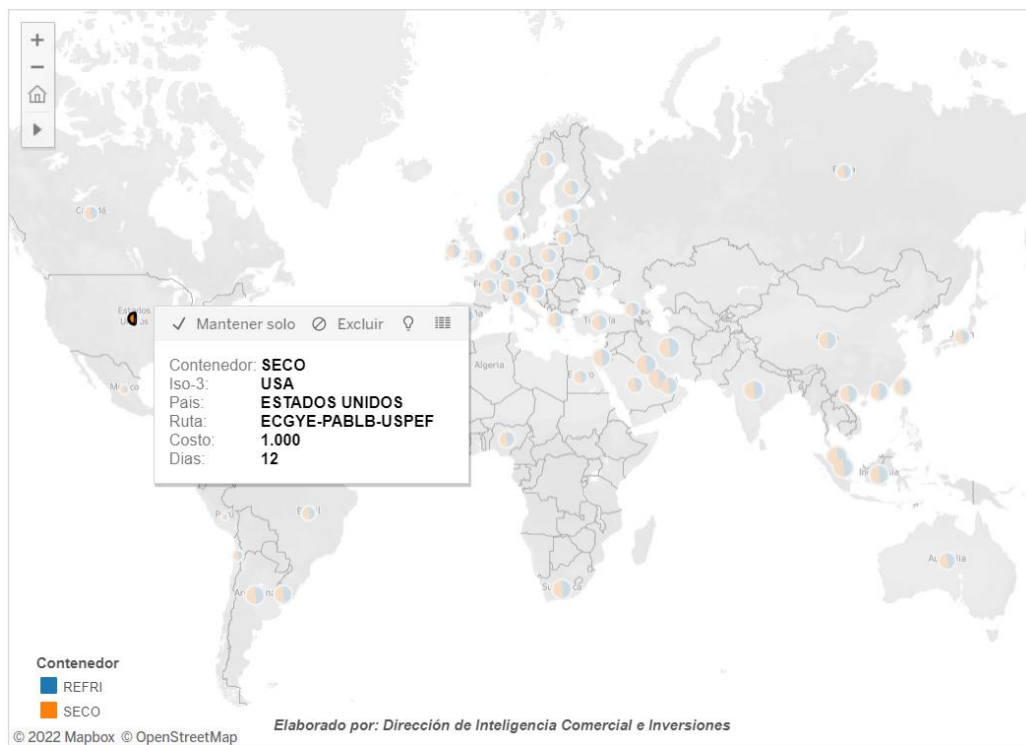 +
−
Mantener solo Excluir
Contenedor: SECO
Iso-3: USA
Pais: ESTADOS UNIDOS
Ruta: ECGYE-PABLB-USPEF
Costo: 1.000
Dias: 12
Algeria
Contenedor
REFRI
SECO
Elaborado por: Dirección de Inteligencia Comercial e Inversiones
© 2022 Mapbox © OpenStreetMap